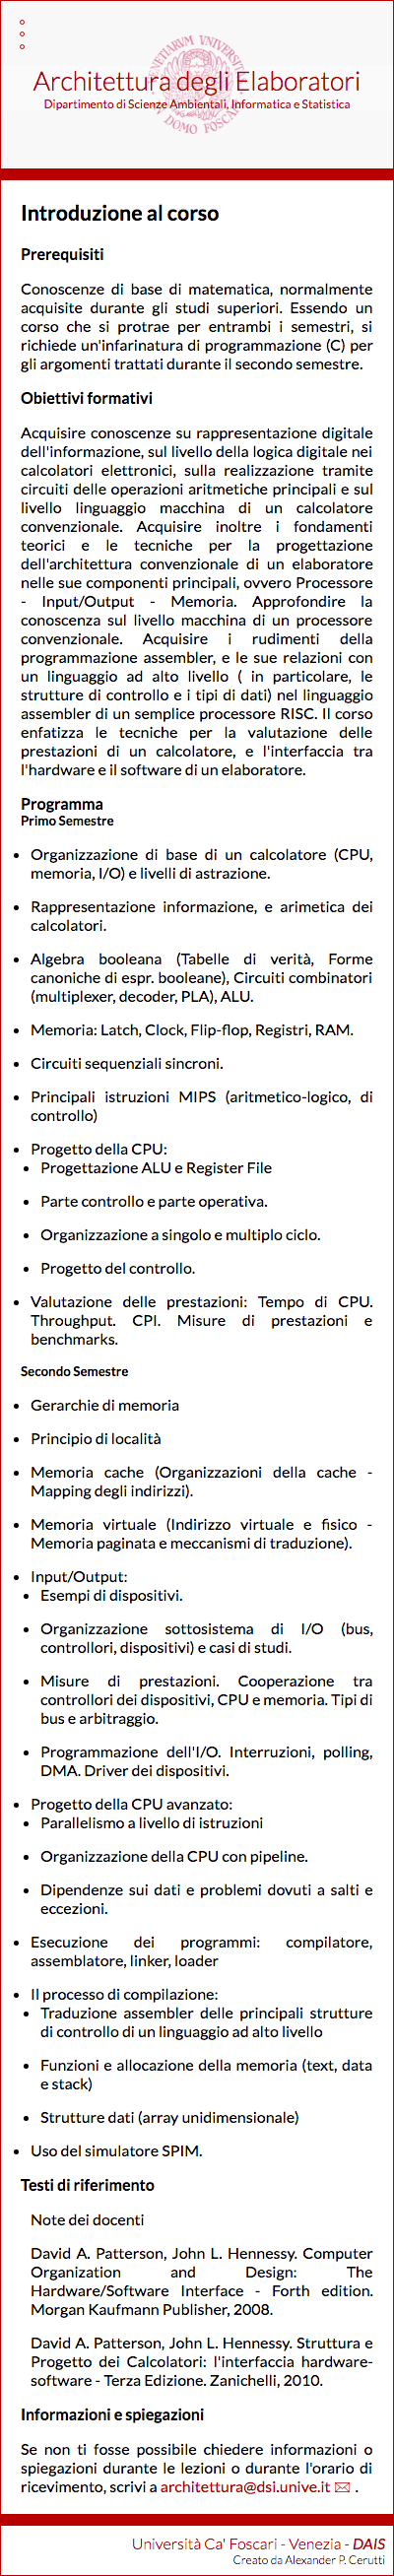 Architettura degli Elaboratori
Dipartimento di Scienze Ambientali, Informatica e Statistica
Introduzione al corso
Prerequisiti
Conoscenze di base di matematica, normalmente
acquisite durante gli studi superiori. Essendo un
corso che si protrae per entrambi i semestri, si
richiede un'infarinatura di programmazione (C) per
gli argomenti trattati durante il secondo semestre.
Obiettivi formativi
Acquisire conoscenze su rappresentazione digitale
dell'informazione, sul livello della logica digitale nei
calcolatori elettronici, sulla realizzazione tramite
circuiti delle operazioni aritmetiche principali e sul
livello linguaggio macchina di un calcolatore
convenzionale. Acquisire inoltre i fondamenti
teorici e le tecniche per la progettazione
dell'architettura convenzionale di un elaboratore
nelle sue componenti principali, ovvero Processore
- Input/Output - Memoria. Approfondire la
conoscenza sul livello macchina di un processore
convenzionale. Acquisire i rudimenti della
programmazione assembler, e le sue relazioni con
un linguaggio ad alto livello ( in particolare, le
strutture di controllo e i tipi di dati) nel linguaggio
assembler di un semplice processore RISC. Il corso
enfatizza le tecniche per la valutazione delle
prestazioni di un calcolatore, e l'interfaccia tra
l'hardware e il software di un elaboratore.
Programma
Primo Semestre
• Organizzazione di base di un calcolatore (CPU,
memoria, I/O) e livelli di astrazione.
• Rappresentazione informazione, e arimetica dei
calcolatori.
• Algebra booleana (Tabelle di verità, Forme
canoniche di espr. booleane), Circuiti combinatori
(multiplexer, decoder, PLA), ALU.
• Memoria: Latch, Clock, Flip-flop, Registri, RAM.
• Circuiti sequenziali sincroni.
• Principali istruzioni MIPS (aritmetico-logico, di
controllo)
• Progetto della CPU:
• Progettazione ALU e Register File
• Parte controllo e parte operativa.
• Organizzazione a singolo e multiplo ciclo.
• Progetto del controllo.
• Valutazione delle prestazioni: Tempo di CPU.
Throughput. CPI. Misure di prestazioni e
benchmarks.
Secondo Semestre
• Gerarchie di memoria
• Principio di località
• Memoria cache (Organizzazioni della cache -
Mapping degli indirizzi).
• Memoria virtuale (Indirizzo virtuale e fisico -
Memoria paginata e meccanismi di traduzione).
• Input/Output:
• Esempi di dispositivi.
• Organizzazione sottosistema di I/O (bus,
controllori, dispositivi) e casi di studi.
• Misure di prestazioni. Cooperazione tra
controllori dei dispositivi, CPU e memoria. Tipi di
bus e arbitraggio.
• Programmazione dell'I/O. Interruzioni, polling,
DMA. Driver dei dispositivi.
• Progetto della CPU avanzato:
• Parallelismo a livello di istruzioni
• Organizzazione della CPU con pipeline.
• Dipendenze sui dati e problemi dovuti a salti e
eccezioni.
• Esecuzione dei programmi: compilatore,
assemblatore, linker, loader
• Il processo di compilazione:
• Traduzione assembler delle principali strutture
di controllo di un linguaggio ad alto livello
• Funzioni e allocazione della memoria (text, data
e stack)
• Strutture dati (array unidimensionale)
• Uso del simulatore SPIM.
Testi di riferimento
Note dei docenti
David A. Patterson, John L. Hennessy. Computer
Organization and Design: The
Hardware/Software Interface - Forth edition.
Morgan Kaufmann Publisher, 2008.
David A. Patterson, John L. Hennessy. Struttura e
Progetto dei Calcolatori: l'interfaccia hardware-
software - Terza Edizione. Zanichelli, 2010.
Informazioni e spiegazioni
Se non ti fosse possibile chiedere informazioni o
spiegazioni durante le lezioni o durante l'orario di
ricevimento, scrivi a architettura@dsi.unive.it .
Università Ca' Foscari - Venezia - DAIS
Creato da Alexander P. Cerutti